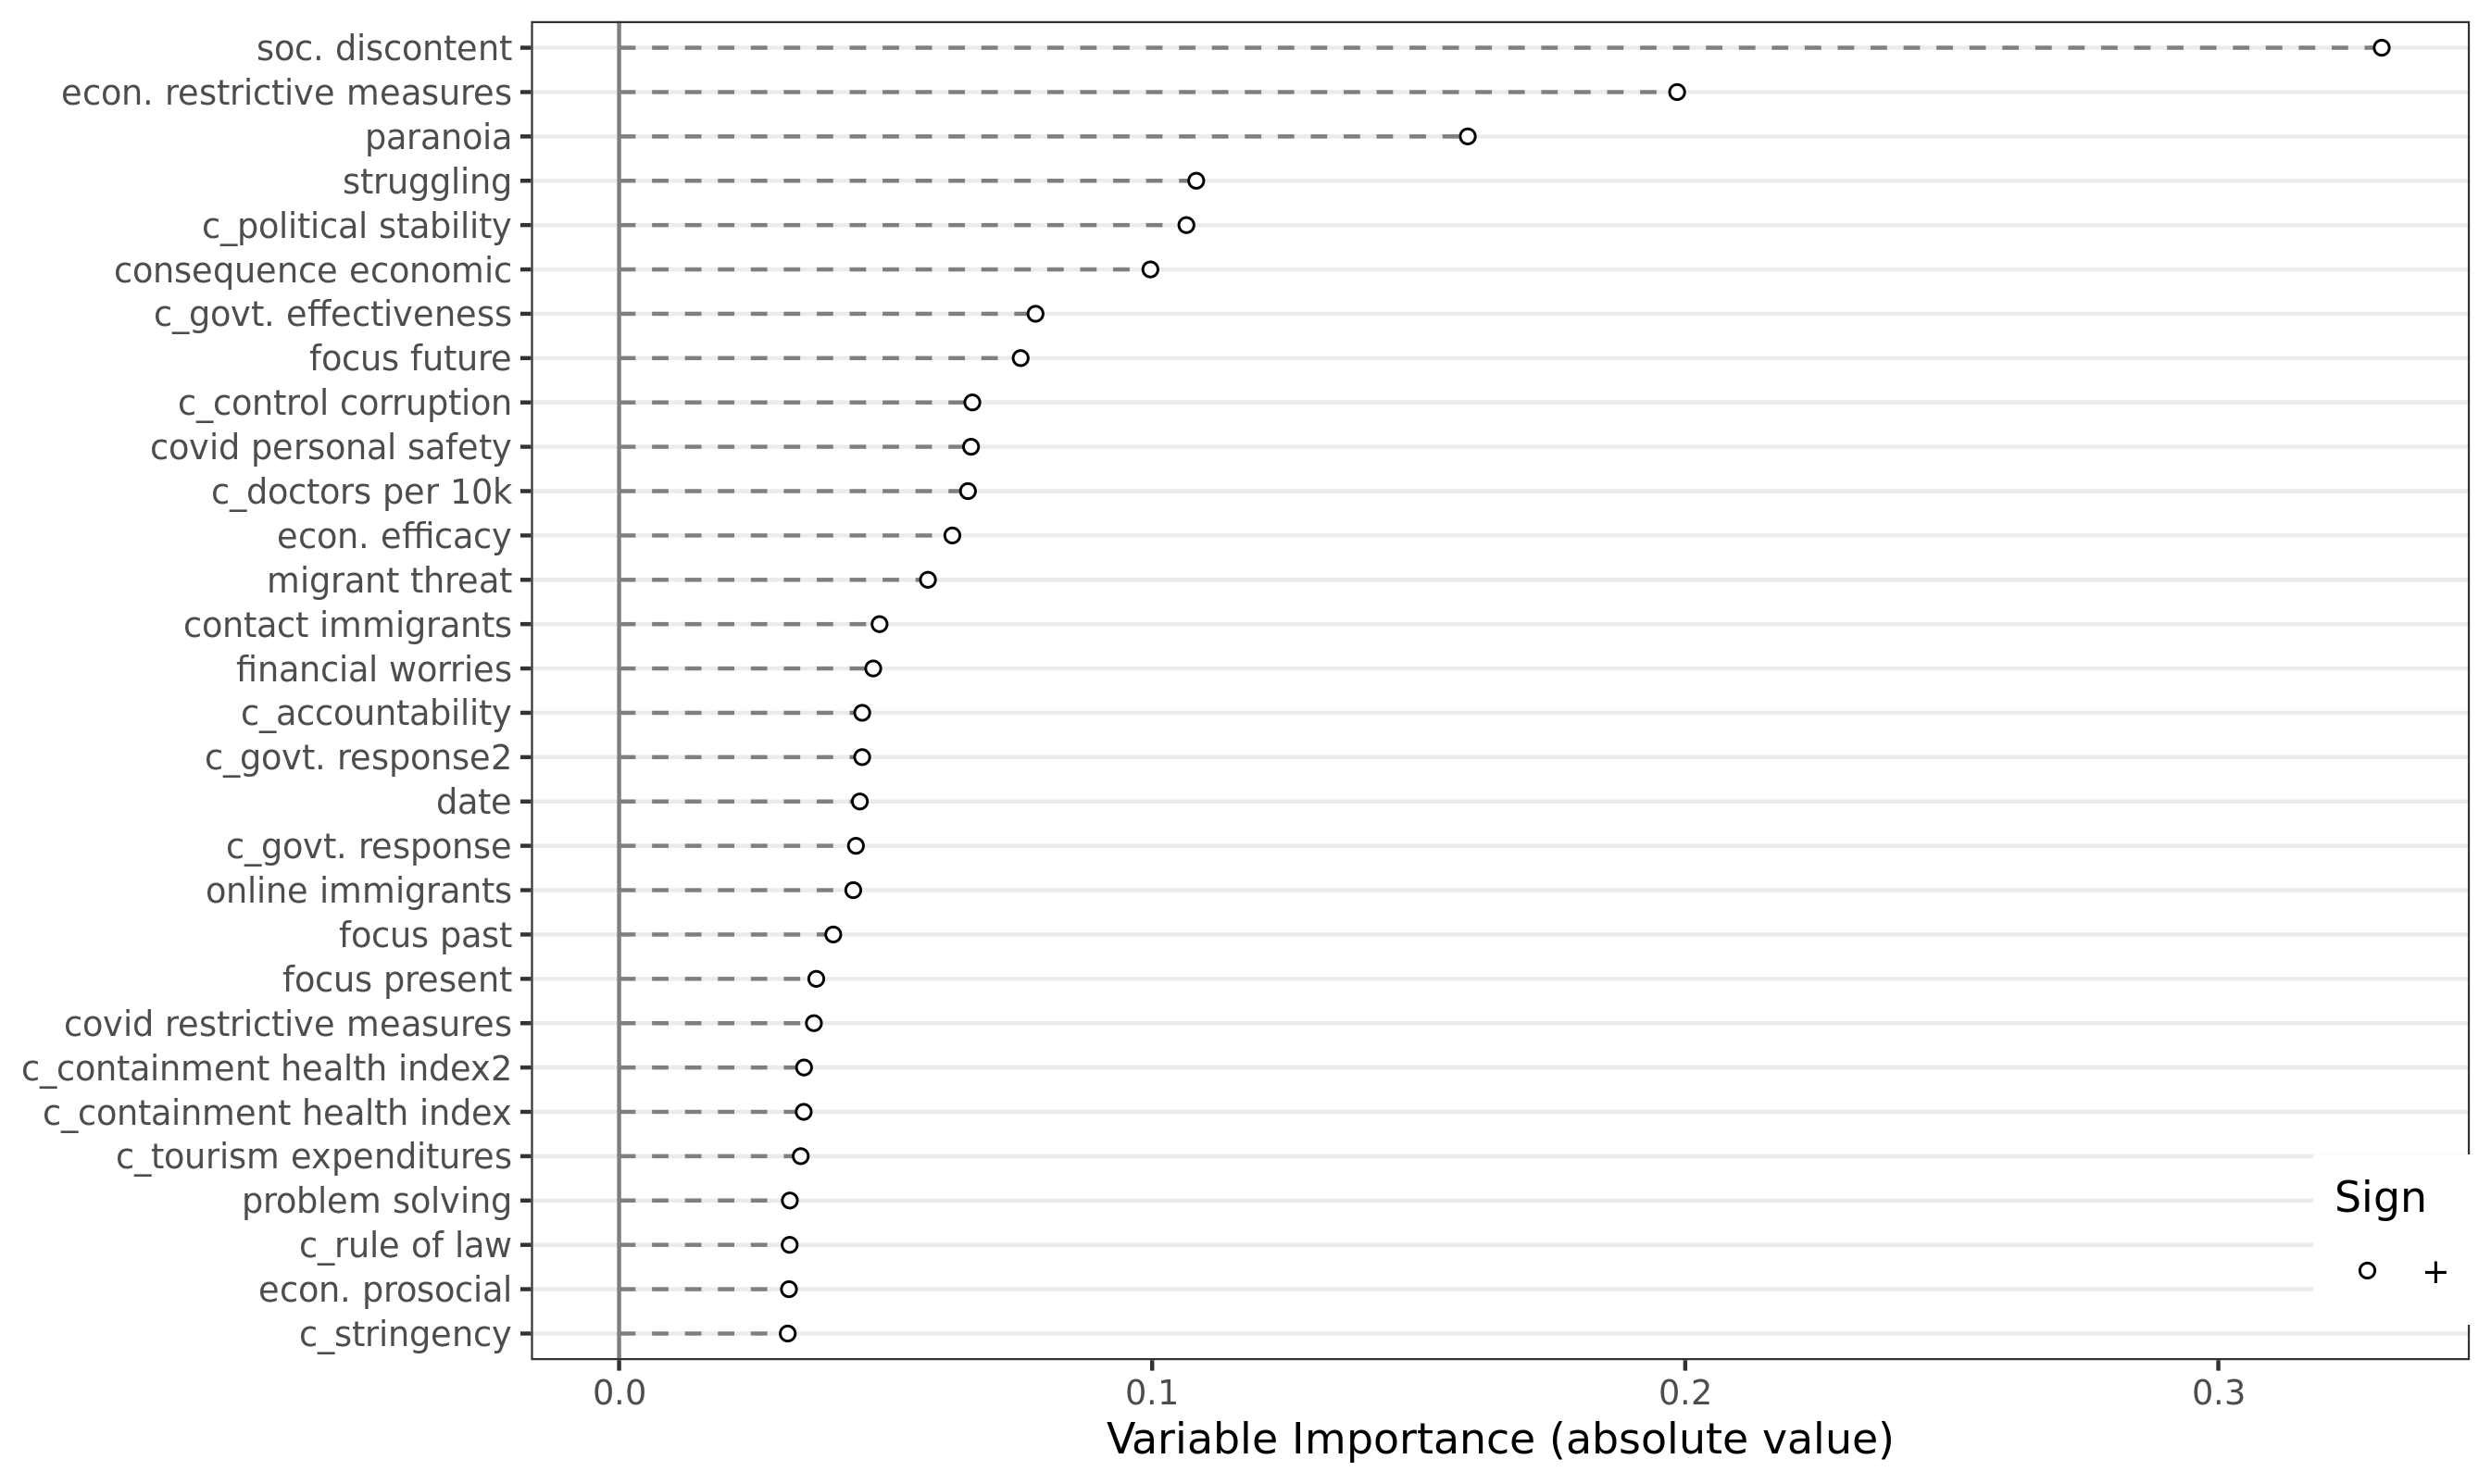 soc. discontent
econ. restrictive measures
paranoia
struggling
c_political stability
consequence economic
c_govt. effectiveness
focus future
c_control corruption
covid personal safety
c_doctors per 10k
econ. efficacy
migrant threat
contact immigrants
financial worries
c_accountability
c_govt. response2
date
c_govt. response
online immigrants
focus past
focus present
covid restrictive measures
c_containment health index2
c_containment health index
c_tourism expenditures
problem solving
c_rule of law
econ. prosocial
c_stringency
Sign
+
0.0 0.1 0.2 0.3
Variable Importance (absolute value)